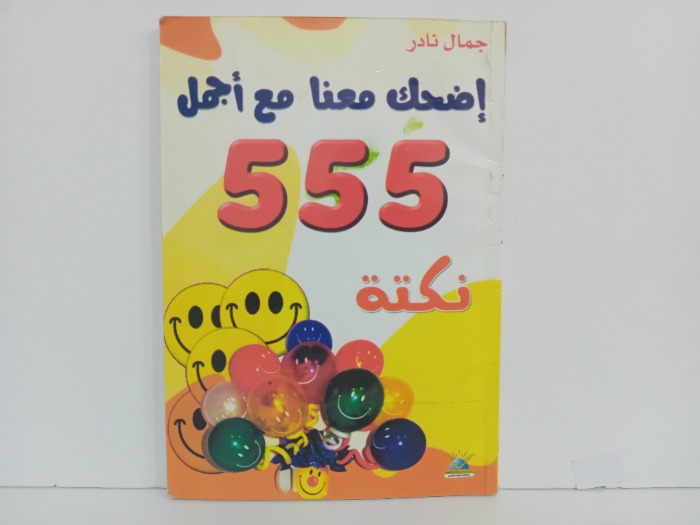 جمال نادر
إضحك معنا مع أجمل
555
نكتة